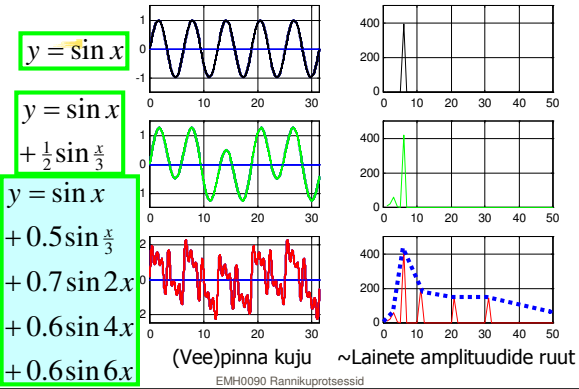 y = sin x
1
0
-1
0 10 20 30
400
200
0
0 10 20 30 40 50
y = sin x
+ ½ sin x/3
1
0
1
0 10 20 30
400
200
0
0 10 20 30 40 50
y = sin x
+ 0.5 sin x/3
+ 0.7 sin 2x
+ 0.6 sin 4x
+ 0.6 sin 6x
2
0
2
0 10 20 30
400
200
0
0 10 20 30 40 50
(Vee)pinna kuju ~Lainete amplituudide ruut
EMH0090 Rannikuprotsessid